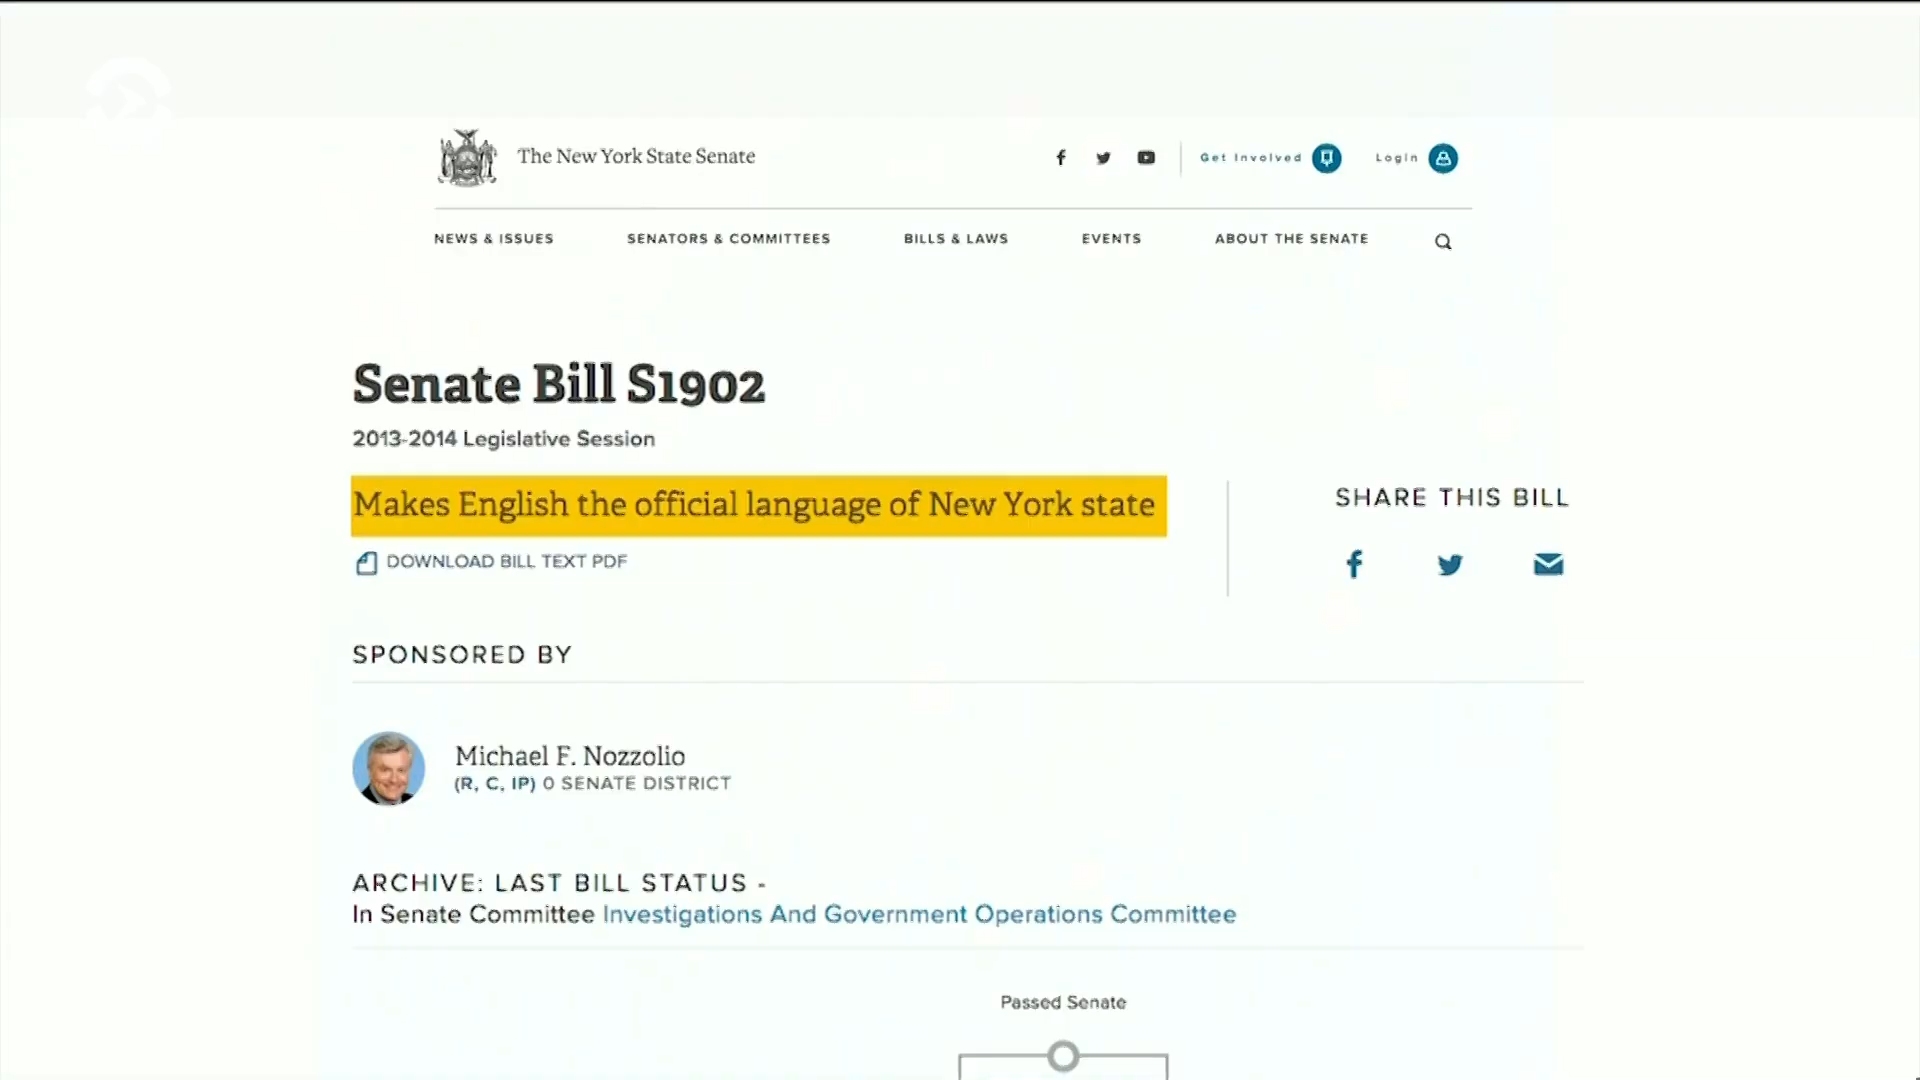 The New York State Senate
Get Involved
Login
NEWS & ISSUES
SENATORS & COMMITTEES
BILLS & LAWS
EVENTS
ABOUT THE SENATE
Senate Bill S1902
2013-2014 Legislative Session
Makes English the official language of New York state
DOWNLOAD BILL TEXT PDF
SHARE THIS BILL
SPONSORED BY
Michael F. Nozzolio
(R, C, IP) 0 SENATE DISTRICT
ARCHIVE: LAST BILL STATUS -
In Senate Committee Investigations And Government Operations Committee
Passed Senate